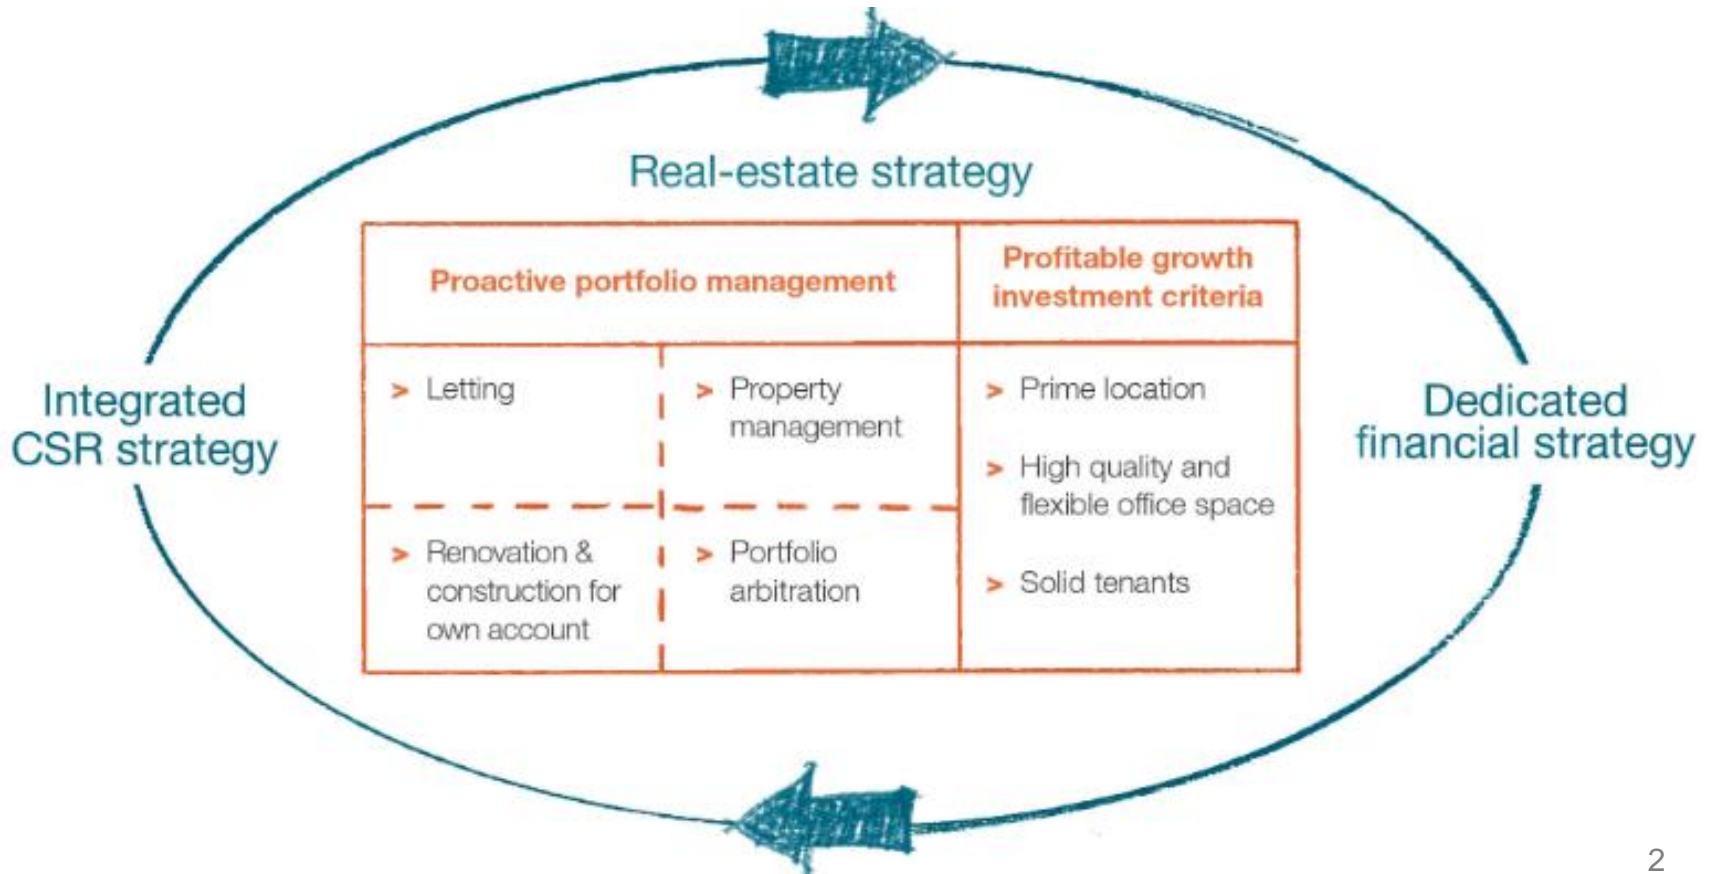 Real-estate strategy
Proactive portfolio management
Profitable growth
investment criteria
Integrated
CSR strategy
> Letting
> Property
management
> Renovation &
construction for
own account
> Portfolio
arbitration
> Prime location
> High quality and
flexible office space
> Solid tenants
Dedicated
financial strategy
2